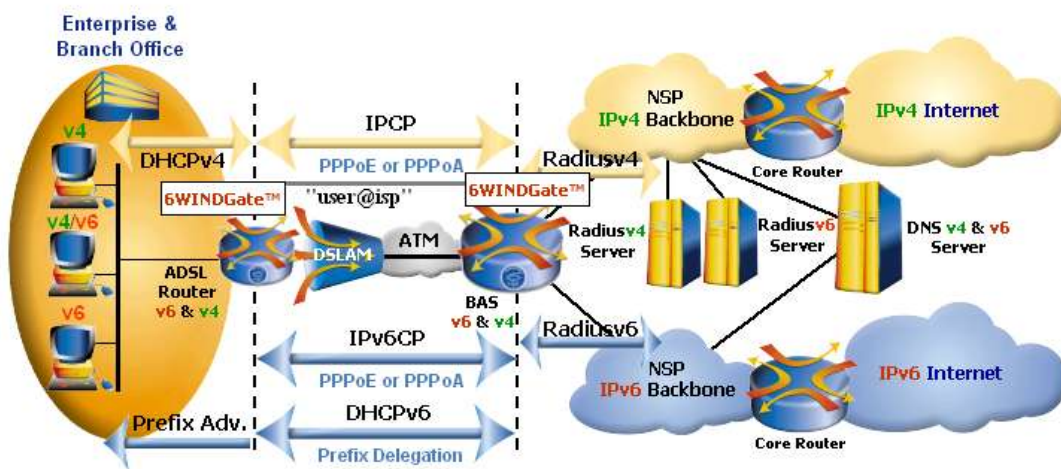 Enterprise &
Branch Office
v4
DHCPv4
IPCP
PPPoE or PPPoA
Radiusv4
NSP
IPv4 Backbone
IPv4 Internet
Core Router
6WINDGate™
"user@isp"
6WINDGate™
v4/v6
ADSL
Router
v6 & v4
DSLAM
ATM
BAS
v6 & v4
Radiusv4
Server
Radiusv6
Server
DNS v4 & v6
Server
v6
IPv6CP
PPPoE or PPPoA
Radiusv6
NSP
IPv6 Backbone
IPv6 Internet
Core Router
Prefix Adv.
DHCPv6
Prefix Delegation